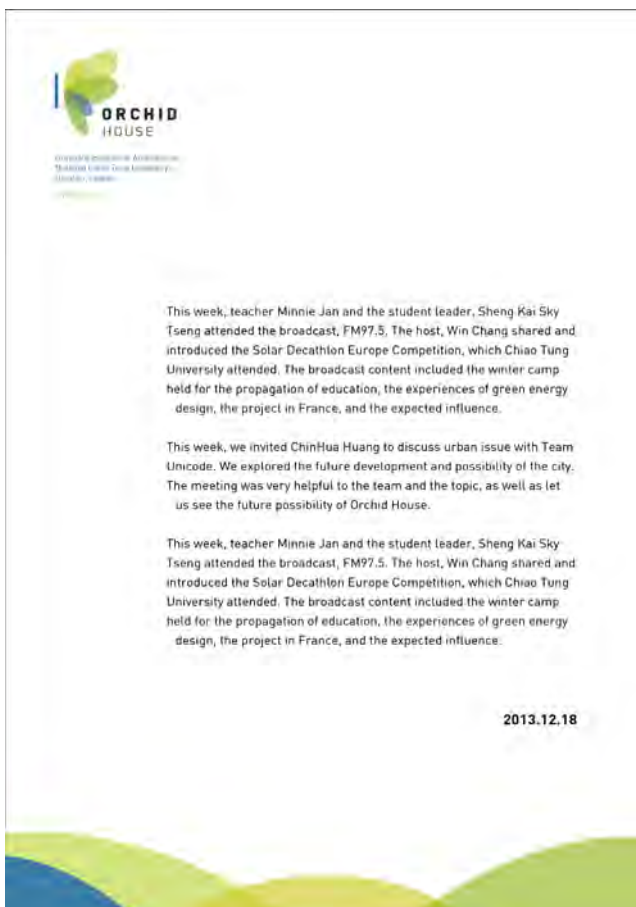 ORCHID
HOUSE
This week, teacher Minnie Jan and the student leader, Sheng Kai Sky
Tseng attended the broadcast, FM97.5. The host, Win Chang shared and
introduced the Solar Decathlon Europe Competition, which Chiao Tung
University attended. The broadcast content included the winter camp
held for the propagation of education, the experiences of green energy
design, the project in France, and the expected influence.
This week, we invited ChinHua Huang to discuss urban issue with Team
Unicode. We explored the future development and possibility of the city.
The meeting was very helpful to the team and the topic, as well as let
us see the future possibility of Orchid House.
This week, teacher Minnie Jan and the student leader, Sheng Kai Sky
Tseng attended the broadcast, FM97.5. The host, Win Chang shared and
introduced the Solar Decathlon Europe Competition, which Chiao Tung
University attended. The broadcast content included the winter camp
held for the propagation of education, the experiences of green energy
design, the project in France, and the expected influence.
2013.12.18